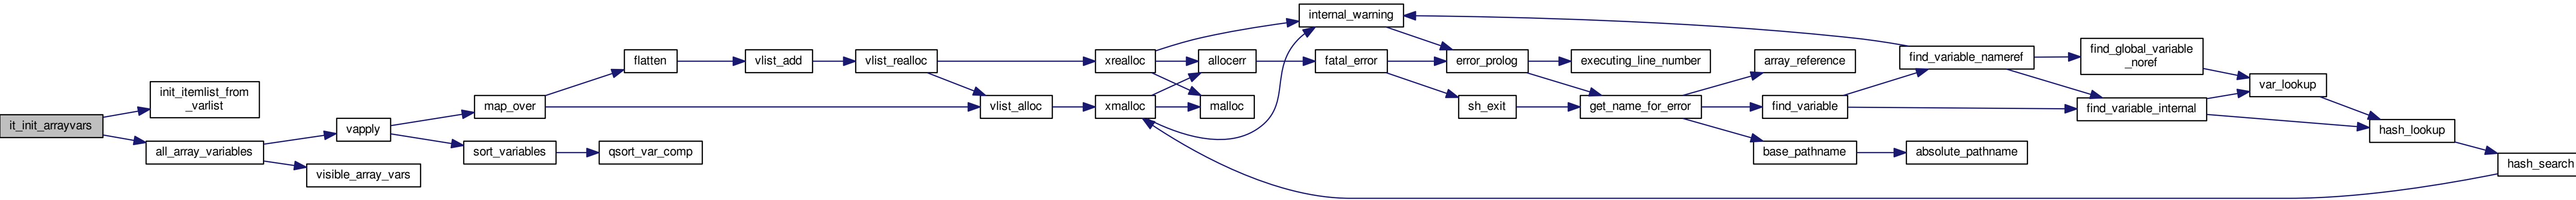 it_init_arrayvars
init_itemlist_from
_varlist
all_array_variables
vapply
visible_array_vars
map_over
sort_variables
flatten
qsort_var_comp
vlist_add
vlist_realloc
vlist_alloc
xrealloc
xmalloc
allocerr
malloc
internal_warning
fatal_error
error_prolog
sh_exit
executing_line_number
get_name_for_error
array_reference
find_variable
base_pathname
absolute_pathname
find_variable_nameref
find_global_variable
_noref
find_variable_internal
var_lookup
hash_lookup
hash_search